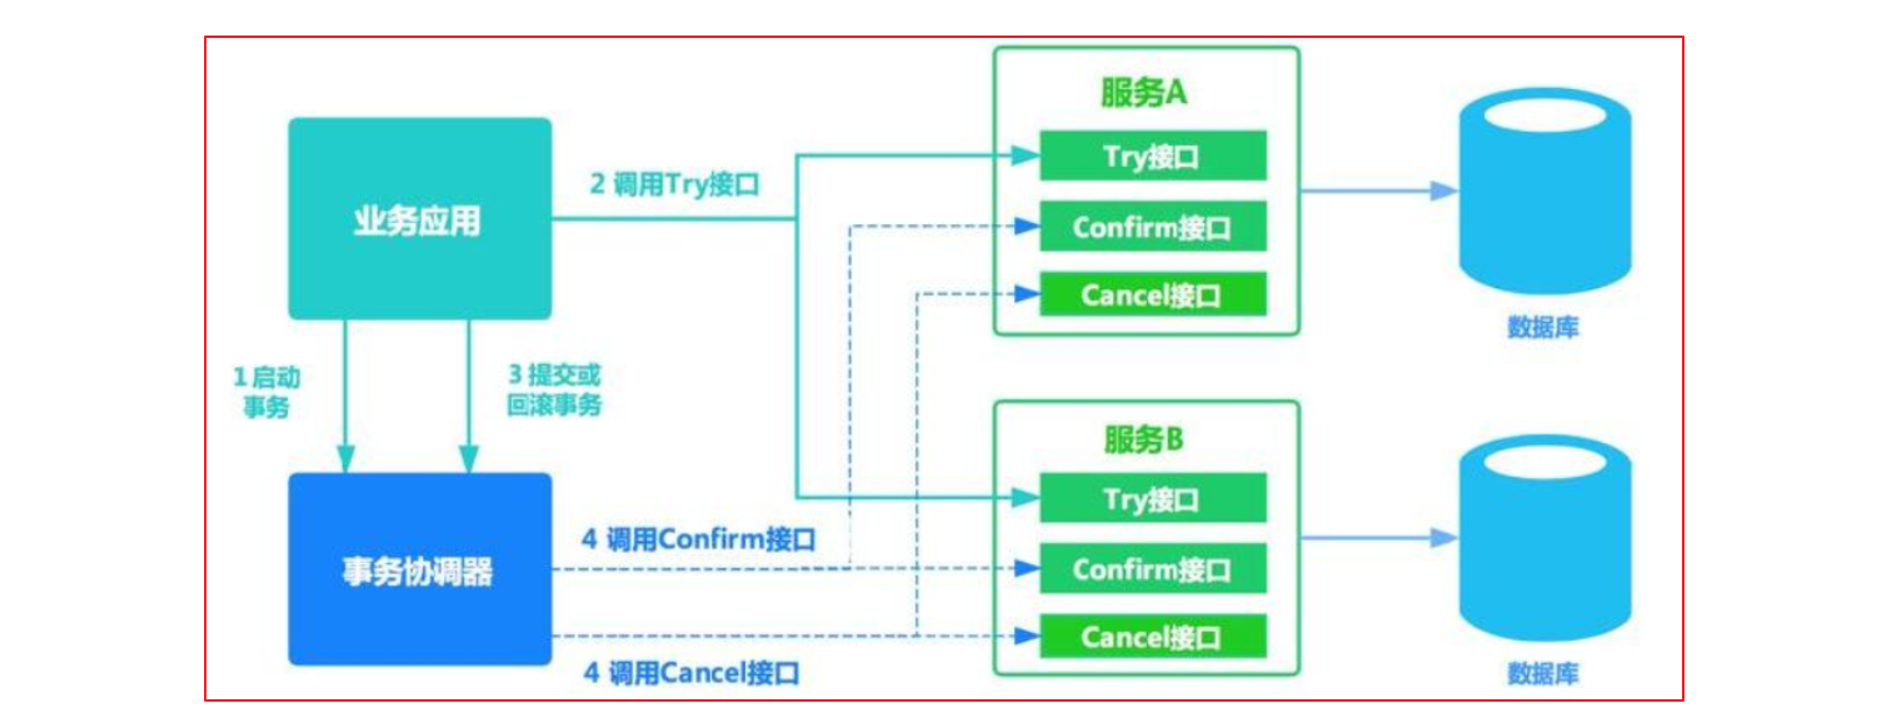 服务A
Try接口
2 调用Try接口
业务应用
Confirm接口
Cancel接口
数据库
1 启动
事务
3 提交或
回滚事务
服务B
Try接口
4 调用Confirm接口
事务协调器
Confirm接口
Cancel接口
4 调用Cancel接口
数据库